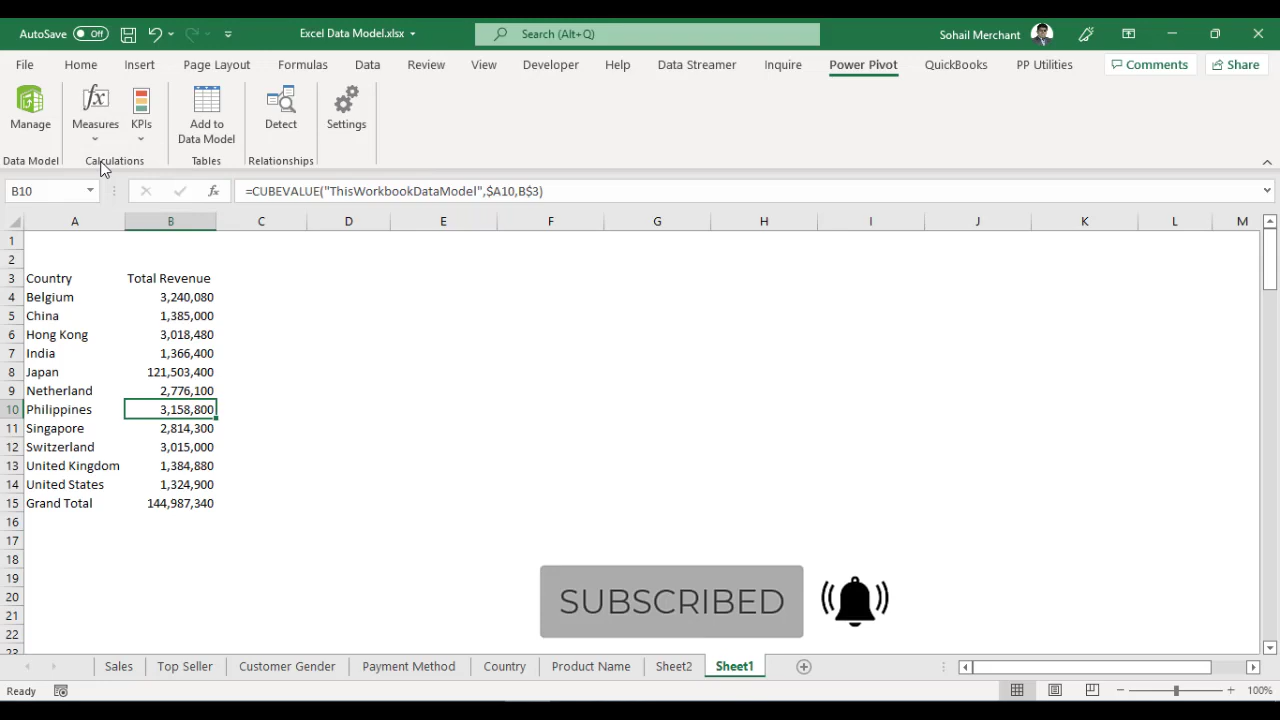 AutoSave Off Excel Data Model.xlsx Search (Alt+Q) Sohail Merchant
File Home Insert Page Layout Formulas Data Review View Developer Help Data Streamer Inquire Power Pivot QuickBooks PP Utilities Comments Share
Manage Measures KPIs Add to Data Model Detect Settings
Data Model Calculations Tables Relationships
B10 fx =CUBEVALUE("ThisWorkbookDataModel",$A10,B$3)
A B C D E F G H I J K L M
1
2
3 Country Total Revenue
4 Belgium 3,240,080
5 China 1,385,000
6 Hong Kong 3,018,480
7 India 1,366,400
8 Japan 121,503,400
9 Netherland 2,776,100
10 Philippines 3,158,800
11 Singapore 2,814,300
12 Switzerland 3,015,000
13 United Kingdom 1,384,880
14 United States 1,324,900
15 Grand Total 144,987,340
16
17
18
19
20
21
22
23
SUBSCRIBED
Sales Top Seller Customer Gender Payment Method Country Product Name Sheet2 Sheet1
Ready 100%